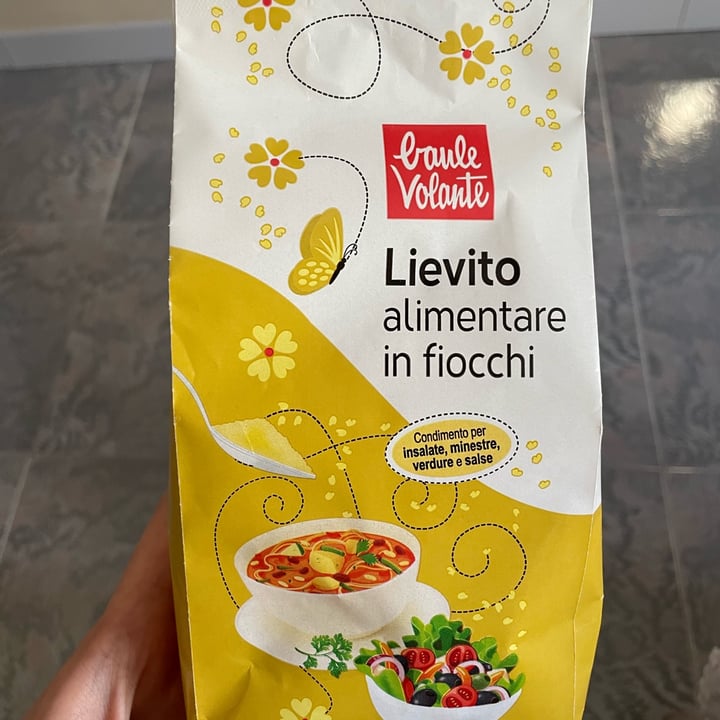 baule
volante
Lievito
alimentare
in fiocchi
Condimento per
insalate, minestre,
verdure e salse